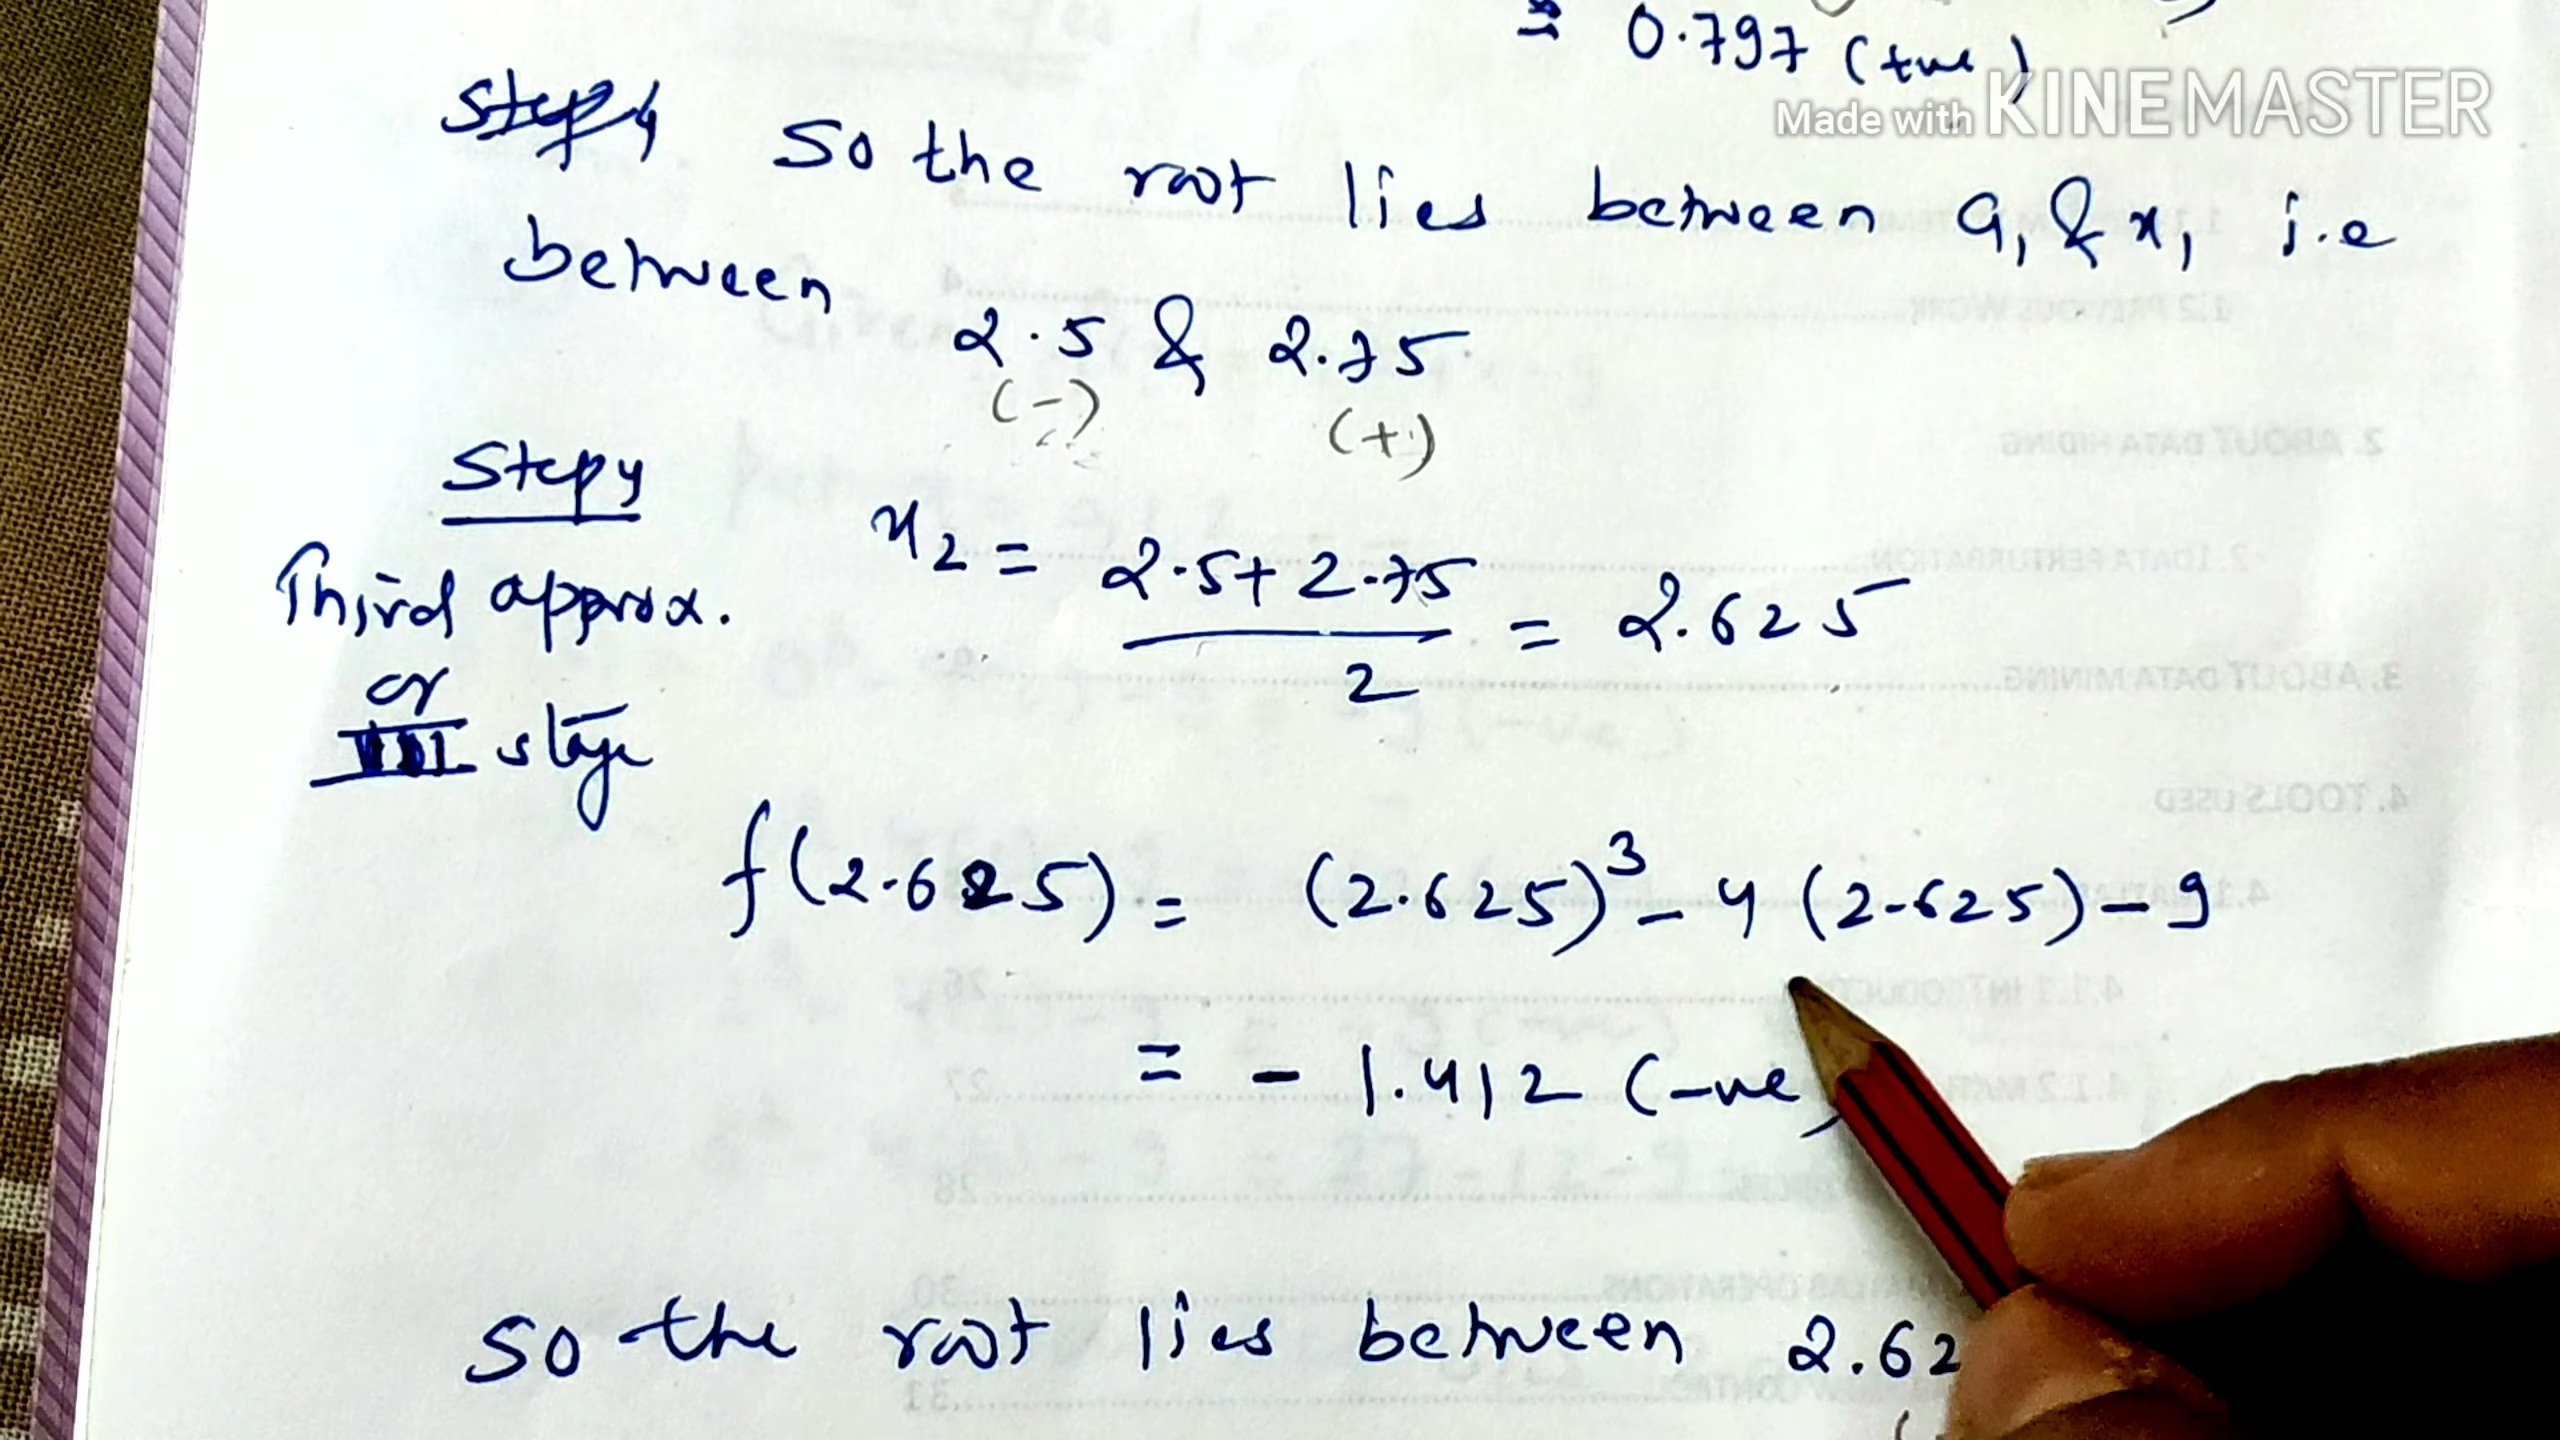 = 0.797 (+ve)
Made with KINEMASTER
So the root lies between a₁ & x₁ i.e
between
2.5 & 2.75
(-) (+)
Step 4
Third approx. x₂ = 2.5+2.75 / 2 = 2.625
or
III stage
f(2.625) = (2.625)³ - 4(2.625) - 9
= - 1.412 (-ve)
So the root lies between 2.62